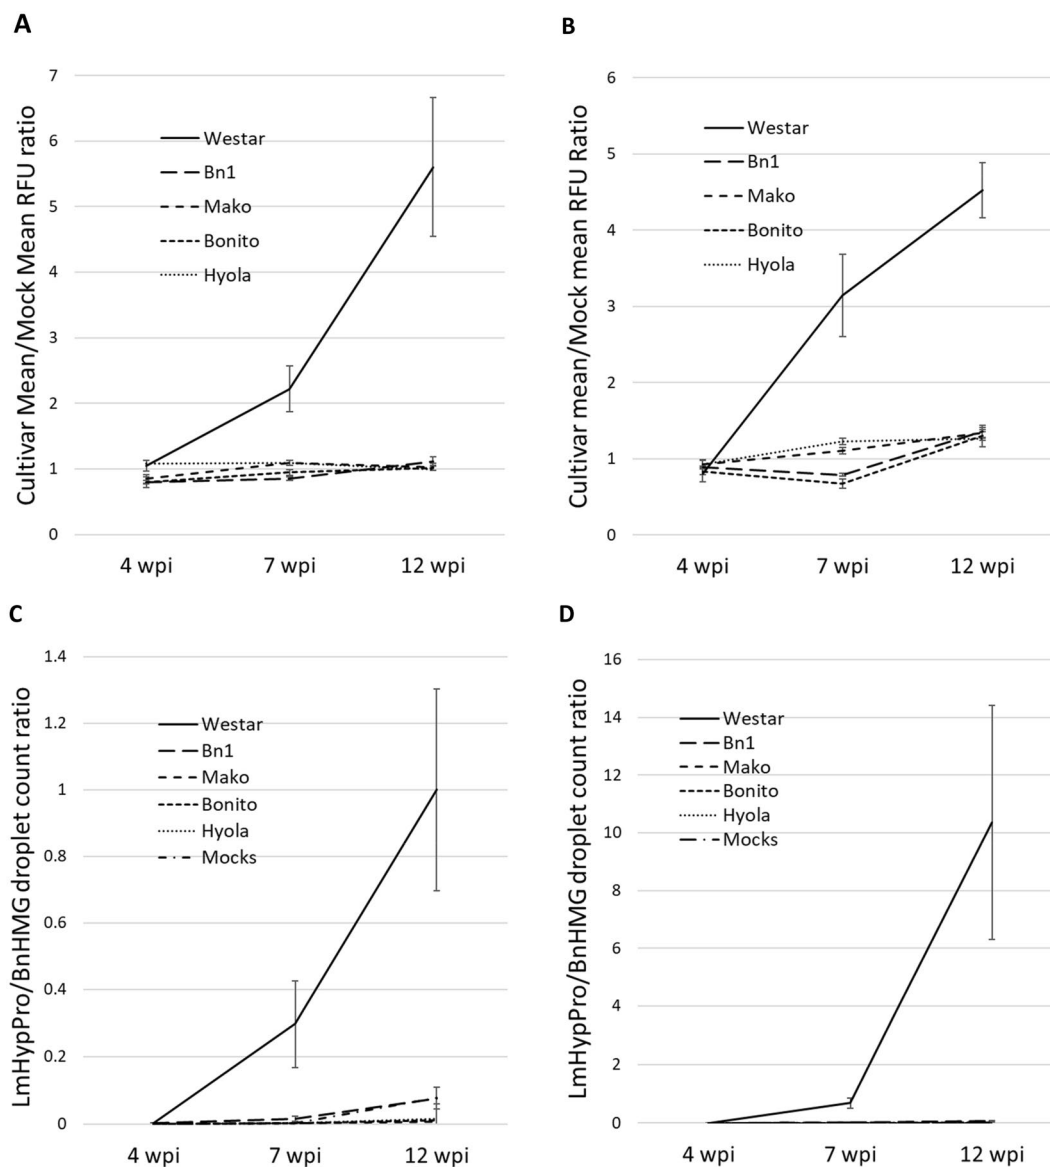 A
Cultivar Mean/Mock Mean RFU ratio
7
6
5
4
3
2
1
0
Westar
Bn1
Mako
Bonito
Hyola
4 wpi 7 wpi 12 wpi
B
Cultivar mean/Mock mean RFU Ratio
6
5
4
3
2
1
0
Westar
Bn1
Mako
Bonito
Hyola
4 wpi 7 wpi 12 wpi
C
LmHypPro/BnHMG droplet count ratio
1.4
1.2
1
0.8
0.6
0.4
0.2
0
Westar
Bn1
Mako
Bonito
Hyola
Mocks
4 wpi 7 wpi 12 wpi
D
LmHypPro/BnHMG droplet count ratio
16
14
12
10
8
6
4
2
0
Westar
Bn1
Mako
Bonito
Hyola
Mocks
4 wpi 7 wpi 12 wpi